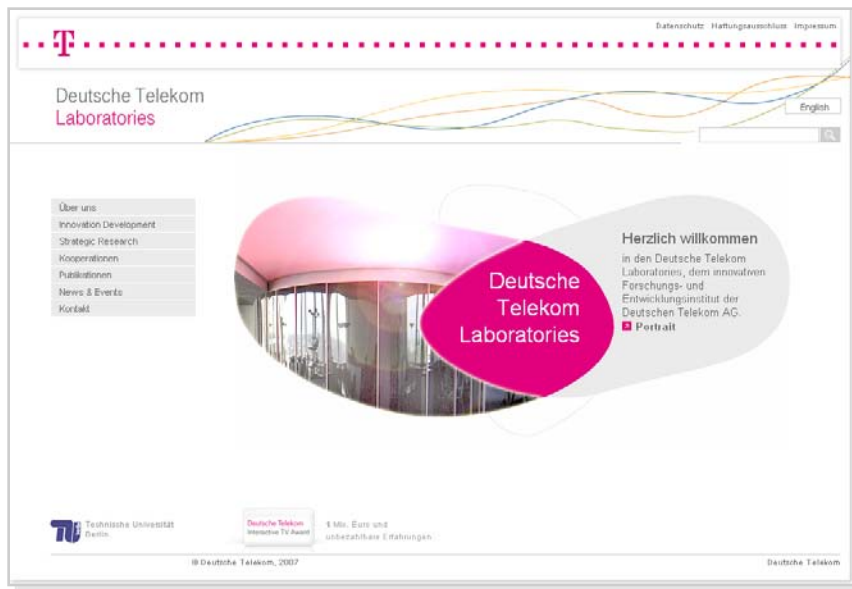 Datenschutz Haftungsausschluss Impressum
T
Deutsche Telekom
Laboratories
English
Über uns
Innovation Development
Strategic Research
Kooperationen
Publikationen
News & Events
Kontakt
Deutsche
Telekom
Laboratories
Herzlich willkommen
in den Deutsche Telekom
Laboratories, dem innovativen
Forschungs- und
Entwicklungsinstitut der
Deutschen Telekom AG.
Portrait
Technische Universität
Berlin
Deutsche Telekom
Interactive TV Award
1 Mio. Euro und
unbezahlbare Erfahrungen
© Deutsche Telekom, 2007
Deutsche Telekom